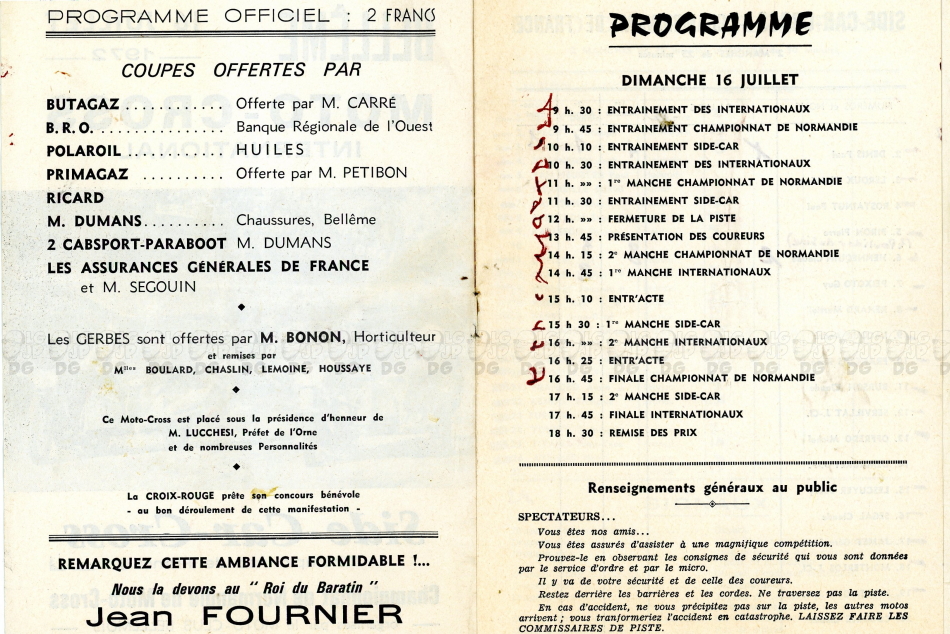 PROGRAMME OFFICIEL : 2 FRANCS
COUPES OFFERTES PAR
BUTAGAZ .............. Offerte par M. CARRÉ
B.R.O. ................. Banque Régionale de l'Ouest
POLAROIL ............. HUILES
PRIMAGAZ .......... Offerte par M. PETIBON
RICARD
M. DUMANS........... Chaussures, Bellême
2 CABSPORT-PARABOOT M. DUMANS
LES ASSURANCES GÉNÉRALES DE FRANCE
et M. SEGOUIN
Les GERBES sont offertes par M. BONON, Horticulteur
et remises par
Mlles BOULARD, CHASLIN, LEMOINE, HOUSSAYE
Ce Moto-Cross est placé sous la présidence d'henneur de
M. LUCCHESI, Préfet de l'Orne
et de nombreuses Personnalités
La CROIX-ROUGE prête son concours bénévole
- au bon déroulement de cette manifestation -
REMARQUEZ CETTE AMBIANCE FORMIDABLE !...
Nous la devons au " Roi du Baratin "
Jean FOURNIER
PROGRAMME
DIMANCHE 16 JUILLET
9 h. 30 : ENTRAINEMENT DES INTERNATIONAUX
9 h. 45 : ENTRAINEMENT CHAMPIONNAT DE NORMANDIE
10 h. 10 : ENTRAINEMENT SIDE-CAR
10 h. 30 : ENTRAINEMENT DES INTERNATIONAUX
11 h. »» : 1re MANCHE CHAMPIONNAT DE NORMANDIE
11 h. 30 : ENTRAINEMENT SIDE-CAR
12 h. »» : FERMETURE DE LA PISTE
13 h. 45 : PRÉSENTATION DES COUREURS
14 h. 15 : 2e MANCHE CHAMPIONNAT DE NORMANDIE
14 h. 45 : 1re MANCHE INTERNATIONAUX
15 h. 10 : ENTR'ACTE
15 h 30 : 1re MANCHE SIDE-CAR
16 h. »» : 2e MANCHE INTERNATIONAUX
16 h. 25 : ENTR'ACTE
16 h. 45 : FINALE CHAMPIONNAT DE NORMANDIE
17 h. 15 : 2e MANCHE SIDE-CAR
17 h. 45 : FINALE INTERNATIONAUX
18 h. 30 : REMISE DES PRIX
Renseignements généraux au public
SPECTATEURS...
Vous êtes nos amis...
Vous êtes assurés d'assister à une magnifique compétition.
Prouvez-le en observant les consignes de sécurité qui vous sont données
par le service d'ordre et par le micro.
Il y va de votre sécurité et de celle des coureurs.
Restez derrière les barrières et les cordes. Ne traversez pas la piste.
En cas d'accident, ne vous précipitez pas sur la piste, les autres motos
arrivent ; vous tranformeriez l'accident en catastrophe. LAISSEZ FAIRE LES
COMMISSAIRES DE PISTE.